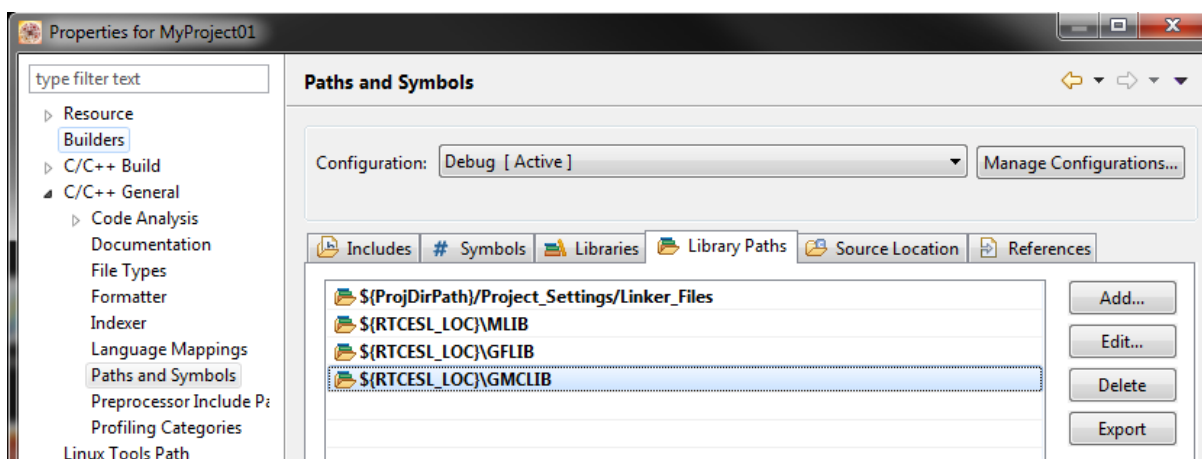 Properties for MyProject01
type filter text
Resource
Builders
C/C++ Build
C/C++ General
Code Analysis
Documentation
File Types
Formatter
Indexer
Language Mappings
Paths and Symbols
Preprocessor Include Pa
Profiling Categories
Linux Tools Path
Paths and Symbols
Configuration: Debug [ Active ] Manage Configurations...
Includes # Symbols Libraries Library Paths Source Location References
${ProjDirPath}/Project_Settings/Linker_Files
${RTCESL_LOC}\MLIB
${RTCESL_LOC}\GFLIB
${RTCESL_LOC}\GMCLIB
Add...
Edit...
Delete
Export